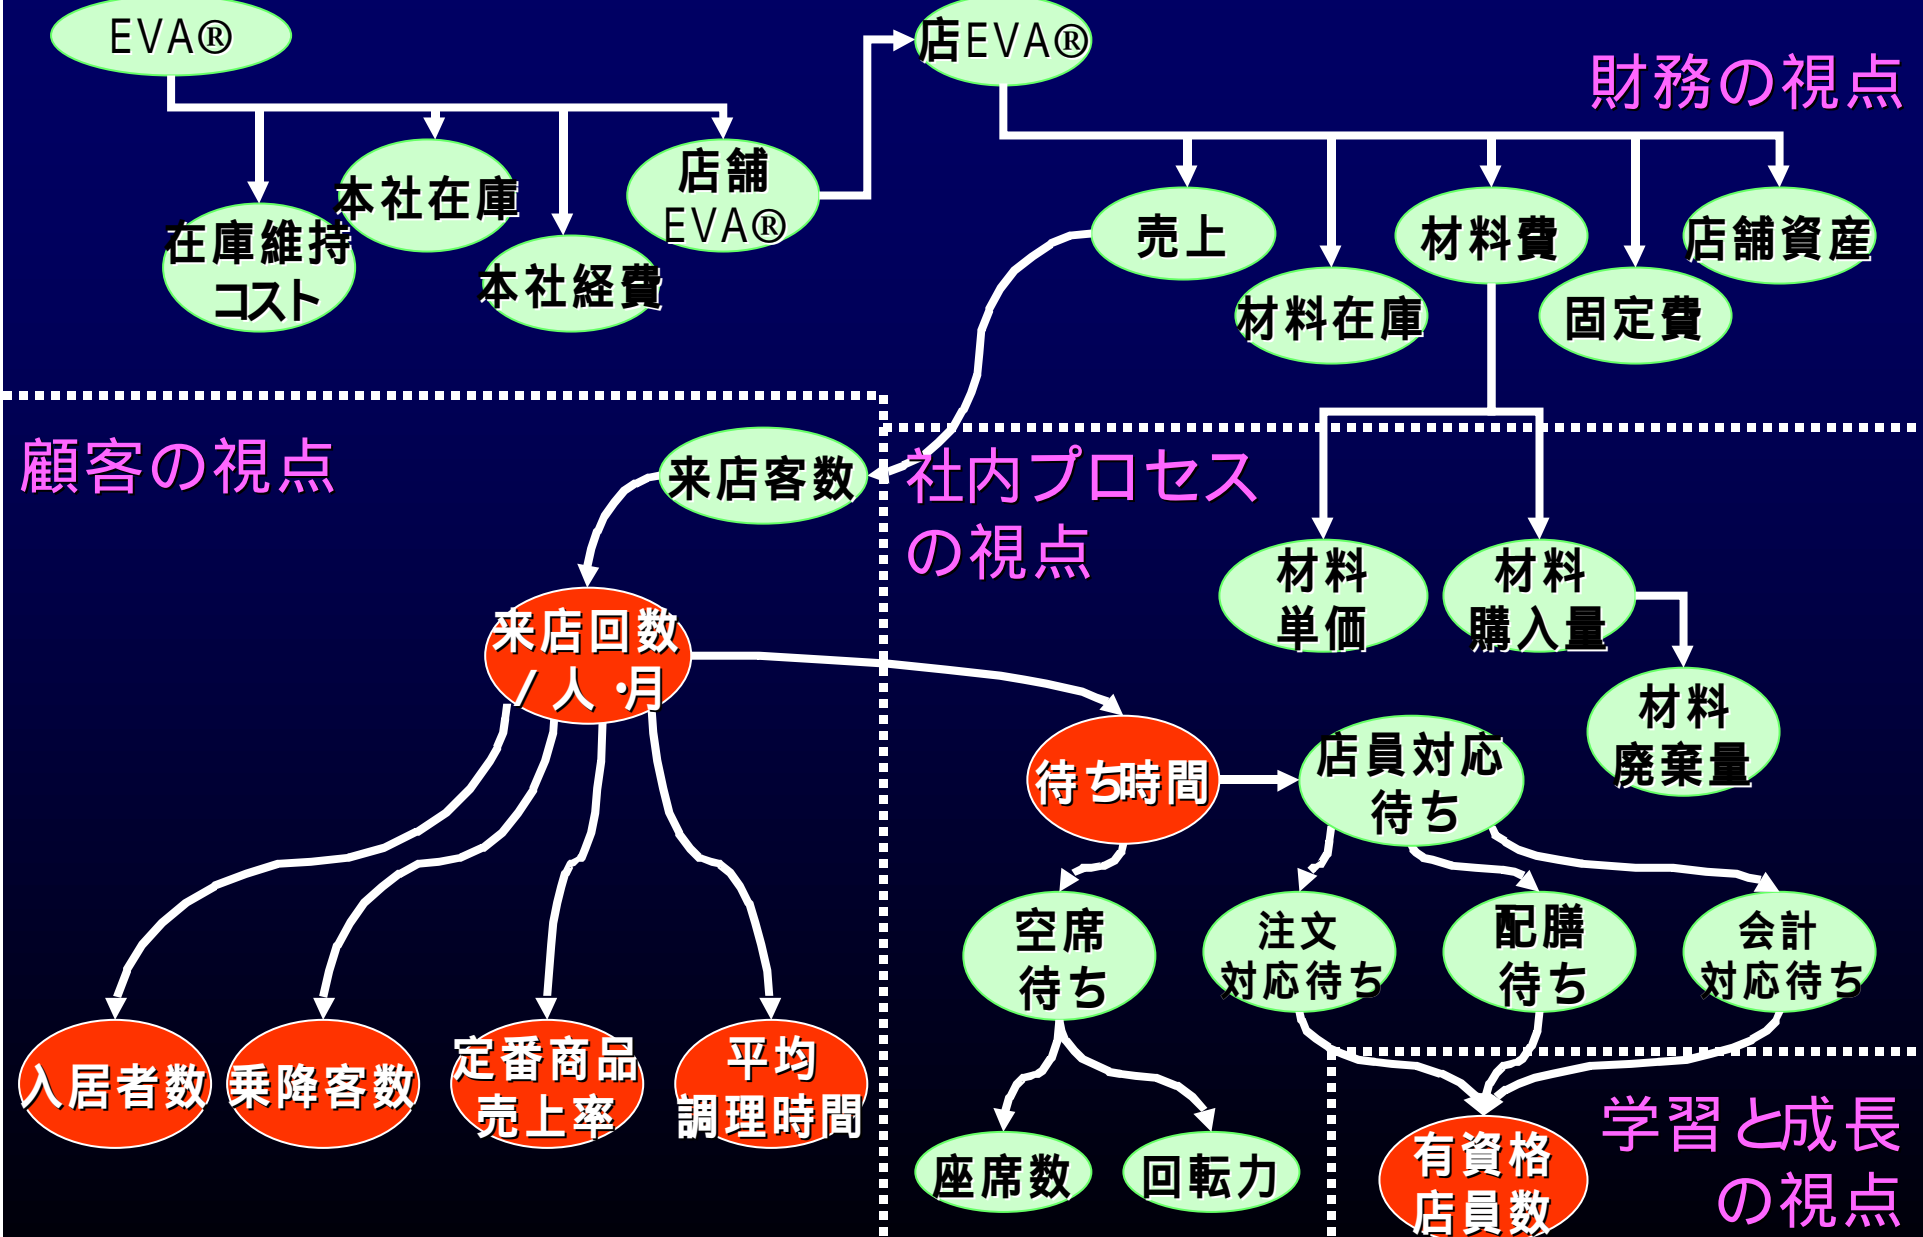 EVA®
店EVA®
財務の視点
本社在庫
店舗
EVA®
在庫維持
コスト
本社経費
売上
材料費
店舗資産
材料在庫
固定費
顧客の視点
来店客数
社内プロセス
の視点
材料
単価
材料
購入量
来店回数
/人・月
材料
廃棄量
待ち時間
店員対応
待ち
空席
待ち
注文
対応待ち
配膳
待ち
会計
対応待ち
入居者数
乗降客数
定番商品
売上率
平均
調理時間
座席数
回転力
学習と成長
の視点
有資格
店員数